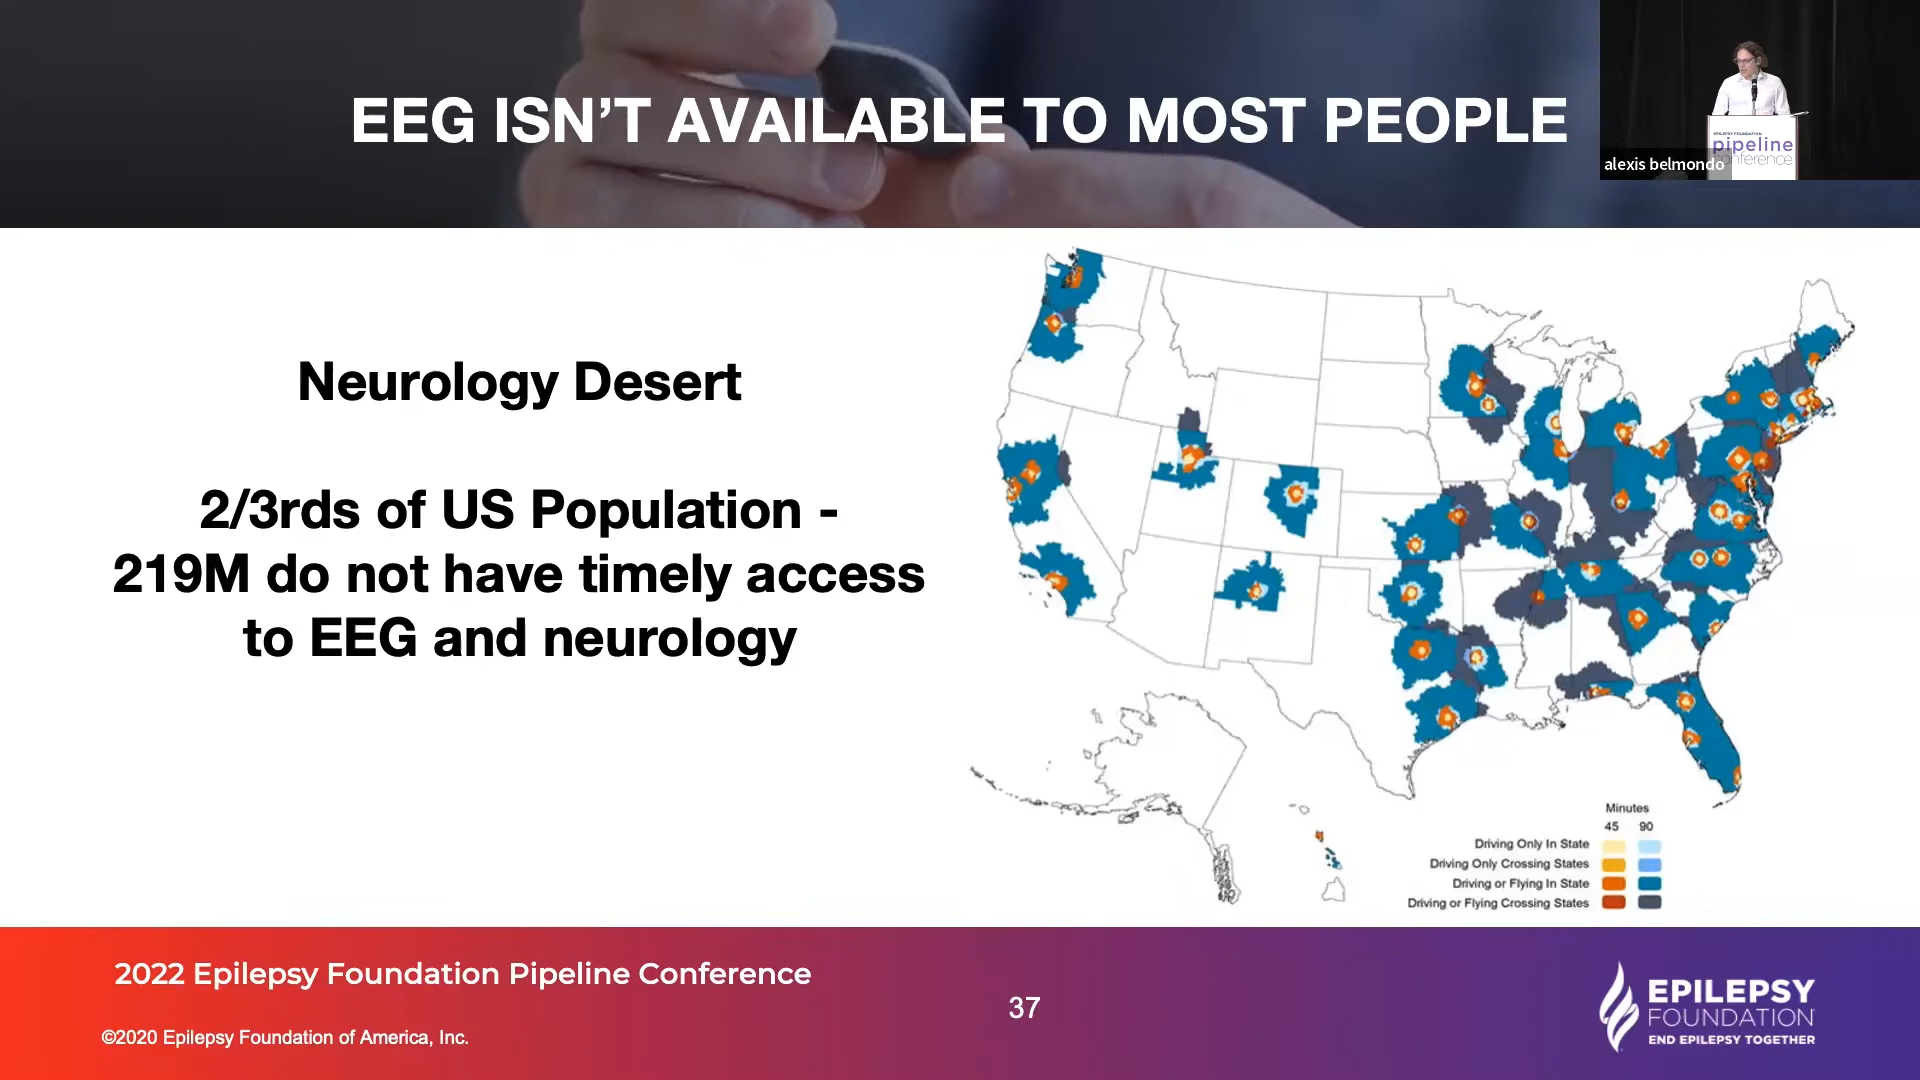 EEG ISN’T AVAILABLE TO MOST PEOPLE
EPILEPSY FOUNDATION
pipeline
conference
alexis belmondo
Neurology Desert
2/3rds of US Population -
219M do not have timely access
to EEG and neurology
Minutes
45 90
Driving Only In State
Driving Only Crossing States
Driving or Flying In State
Driving or Flying Crossing States
2022 Epilepsy Foundation Pipeline Conference
37
©2020 Epilepsy Foundation of America, Inc.
EPILEPSY
FOUNDATION
END EPILEPSY TOGETHER